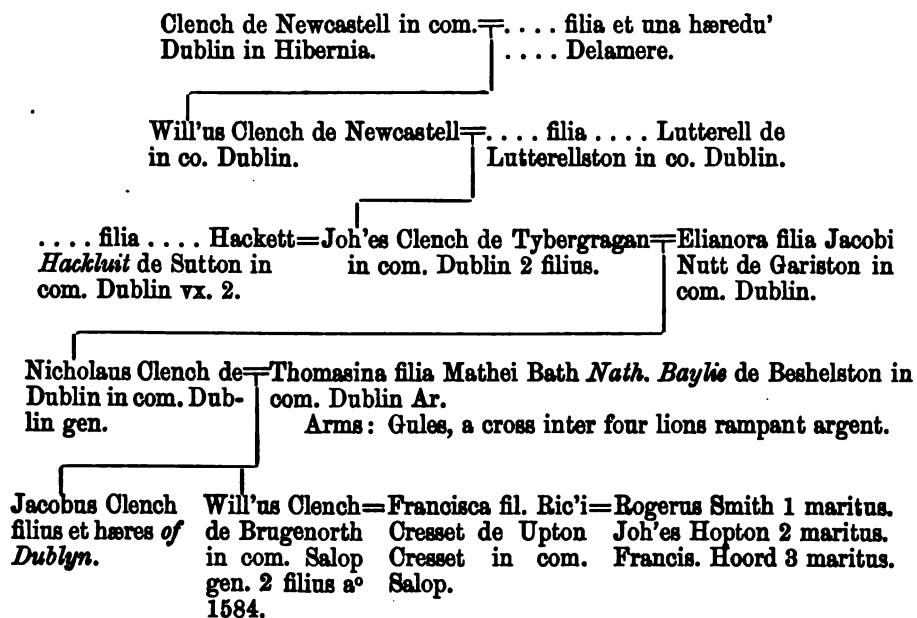 Clench de Newcastell in com.=. . . . filia et una hæredu'
Dublin in Hibernia. . . . . Delamere.
Will'us Clench de Newcastell=. . . . filia . . . . Lutterell de
in co. Dublin. Lutterellston in co. Dublin.
. . . . filia . . . . Hackett=Joh'es Clench de Tybergragan=Elianora filia Jacobi
Hackluit de Sutton in in com. Dublin 2 filius. Nutt de Gariston in
com. Dublin vx. 2. com. Dublin.
Nicholaus Clench de=Thomasina filia Mathei Bath Nath. Baylie de Beshelston in
Dublin in com. Dub- com. Dublin Ar.
lin gen. Arms: Gules, a cross inter four lions rampant argent.
Jacobus Clench Will'us Clench=Francisca fil. Ric'i=Rogerus Smith 1 maritus.
filius et hæres of de Brugenorth Cresset de Upton Joh'es Hopton 2 maritus.
Dublyn. in com. Salop Cresset in com. Francis. Hoord 3 maritus.
gen. 2 filius aº Salop.
1584.